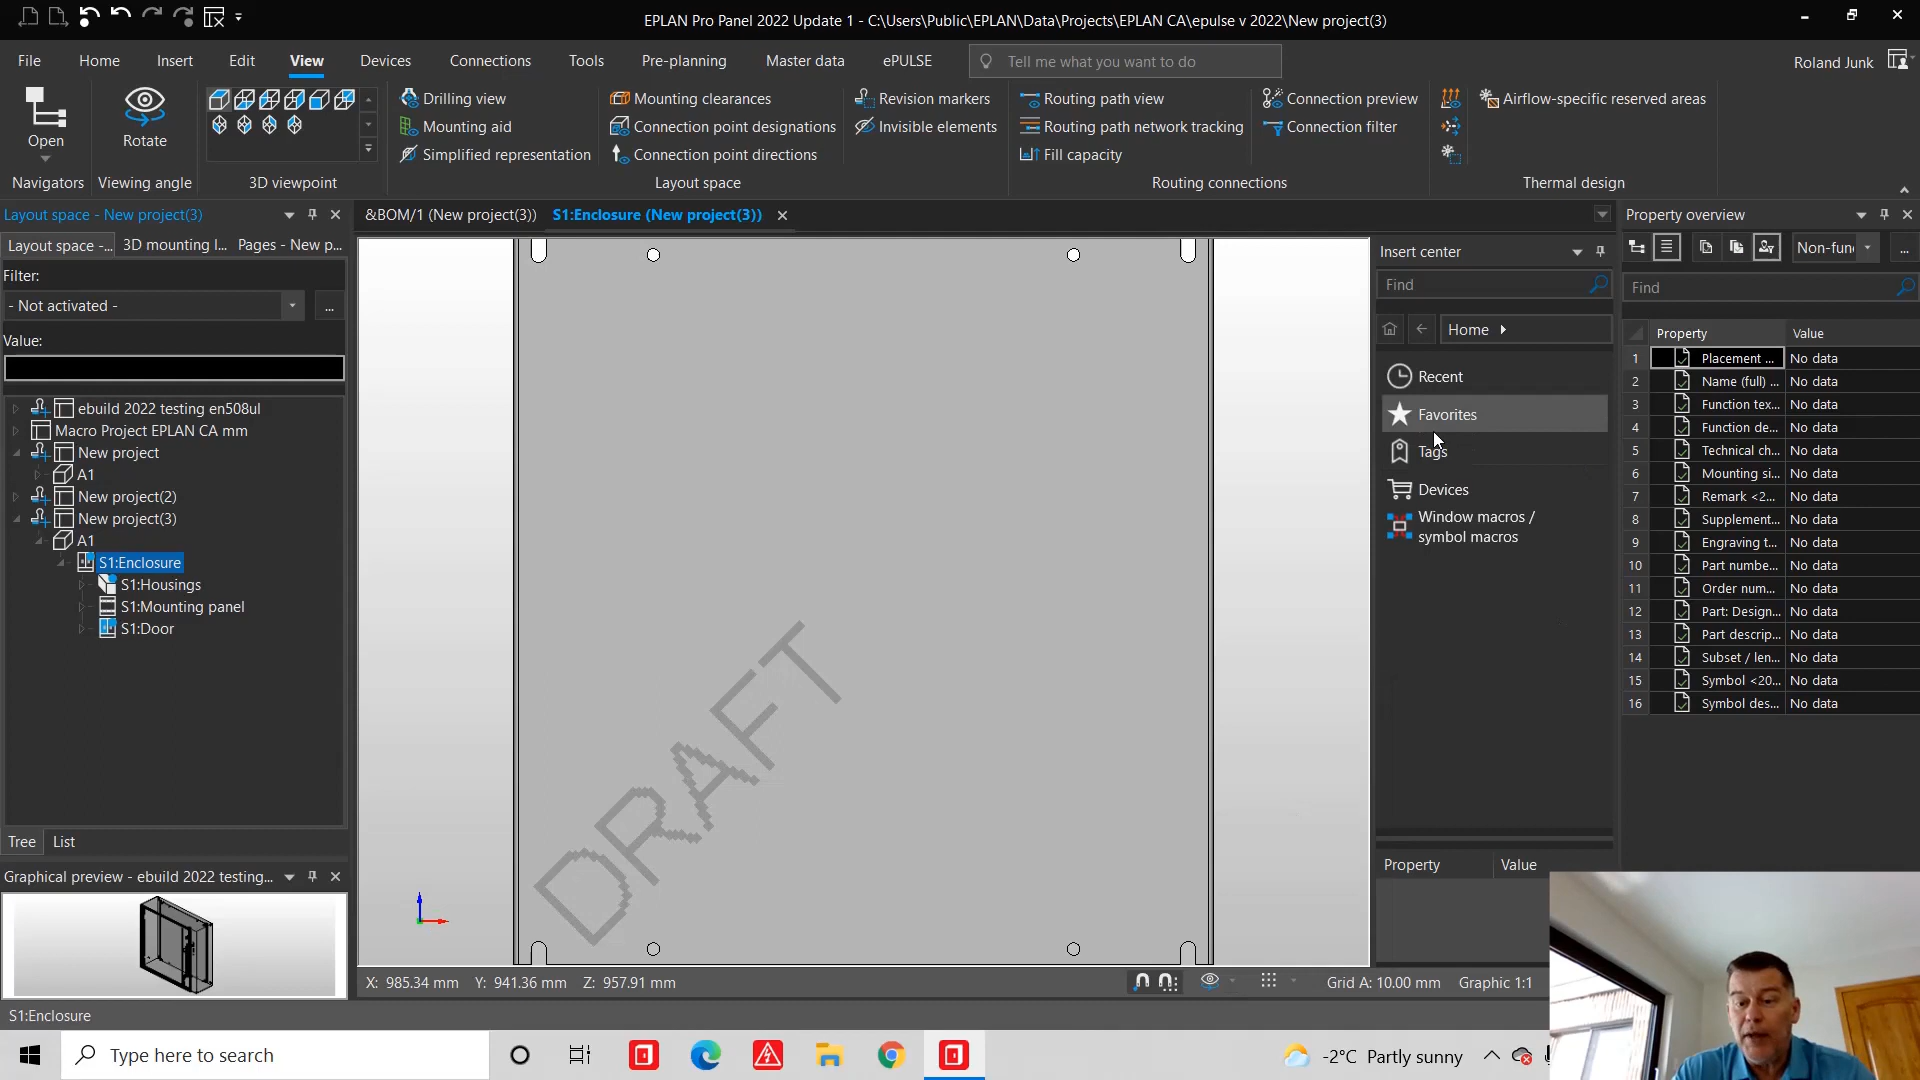 EPLAN Pro Panel 2022 Update 1 - C:\Users\Public\EPLAN\Data\Projects\EPLAN CA\epulse v 2022\New project(3)
File Home Insert Edit View Devices Connections Tools Pre-planning Master data ePULSE Tell me what you want to do Roland Junk
Drilling view Mounting clearances Revision markers Routing path view Connection preview Airflow-specific reserved areas
Open Rotate Mounting aid Connection point designations Invisible elements Routing path network tracking Connection filter
Simplified representation Connection point directions Fill capacity
Navigators Viewing angle 3D viewpoint Layout space Routing connections Thermal design
Layout space - New project(3)
Layout space -... 3D mounting l... Pages - New p...
Filter:
- Not activated - ...
Value:
ebuild 2022 testing en508ul
Macro Project EPLAN CA mm
New project
A1
New project(2)
New project(3)
A1
S1:Enclosure
S1:Housings
S1:Mounting panel
S1:Door
Tree List
Graphical preview - ebuild 2022 testing...
&BOM/1 (New project(3)) S1:Enclosure (New project(3))
DRAFT
X: 985.34 mm Y: 941.36 mm Z: 957.91 mm Grid A: 10.00 mm Graphic 1:1
Insert center
Find
Home
Recent
Favorites
Tags
Devices
Window macros /
symbol macros
Property Value
Property overview
Non-fun ...
Find
Property Value
1 Placement ... No data
2 Name (full) ... No data
3 Function tex... No data
4 Function de... No data
5 Technical ch... No data
6 Mounting si... No data
7 Remark <2... No data
8 Supplement... No data
9 Engraving t... No data
10 Part numbe... No data
11 Order num... No data
12 Part: Design... No data
13 Part descrip... No data
14 Subset / len... No data
15 Symbol <20... No data
16 Symbol des... No data
S1:Enclosure
Type here to search -2°C Partly sunny